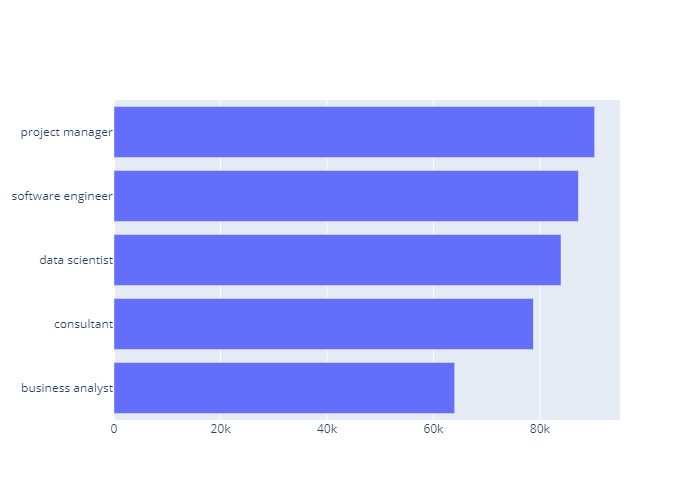 project manager
software engineer
data scientist
consultant
business analyst
0 20k 40k 60k 80k